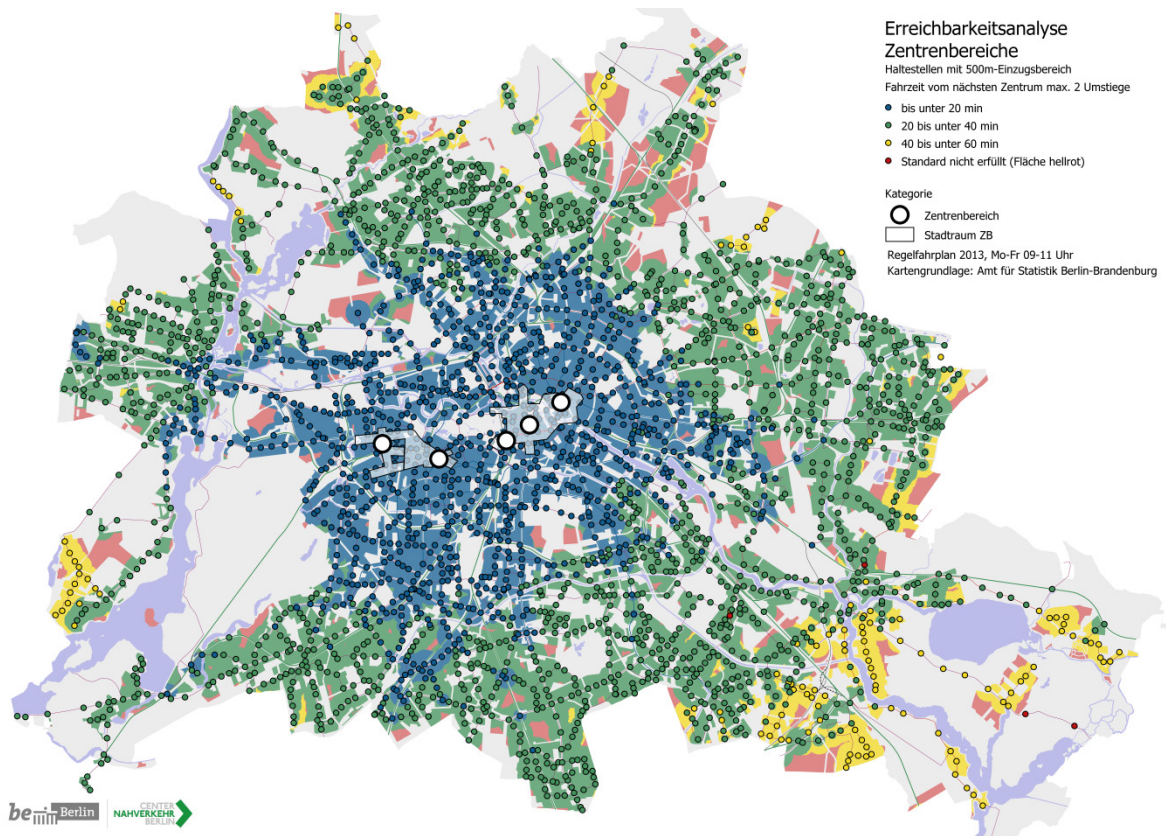 Erreichbarkeitsanalyse
Zentrenbereiche
Haltestellen mit 500m-Einzugsbereich
Fahrzeit vom nächsten Zentrum max. 2 Umstiege
bis unter 20 min
20 bis unter 40 min
40 bis unter 60 min
Standard nicht erfüllt (Fläche hellrot)
Kategorie
Zentrenbereich
Stadtraum ZB
Regelfahrplan 2013, Mo-Fr 09-11 Uhr
Kartengrundlage: Amt für Statistik Berlin-Brandenburg
be Berlin
CENTER
NAHVERKEHR
BERLIN